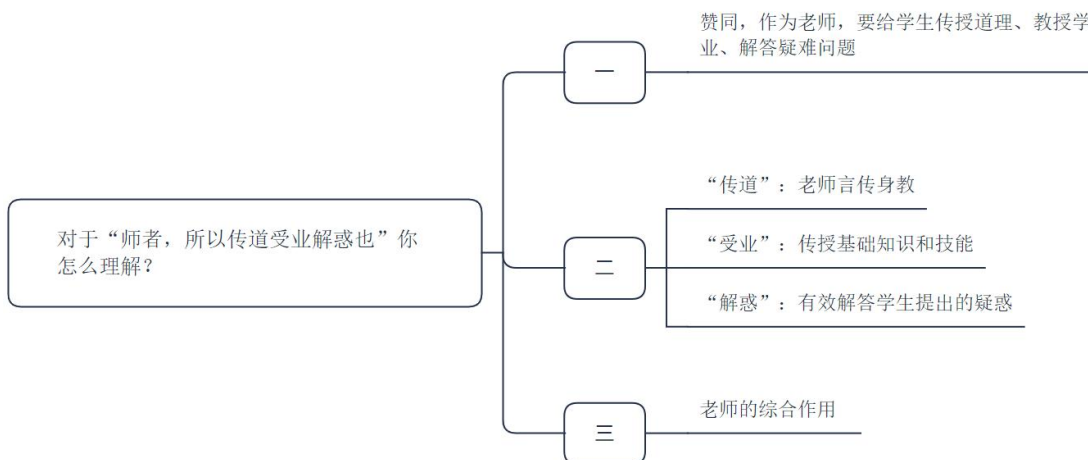 赞同，作为老师，要给学生传授道理、教授学
业、解答疑难问题
一
“传道”：老师言传身教
对于“师者，所以传道受业解惑也”你
怎么理解？
“受业”：传授基础知识和技能
二
“解惑”：有效解答学生提出的疑惑
老师的综合作用
三